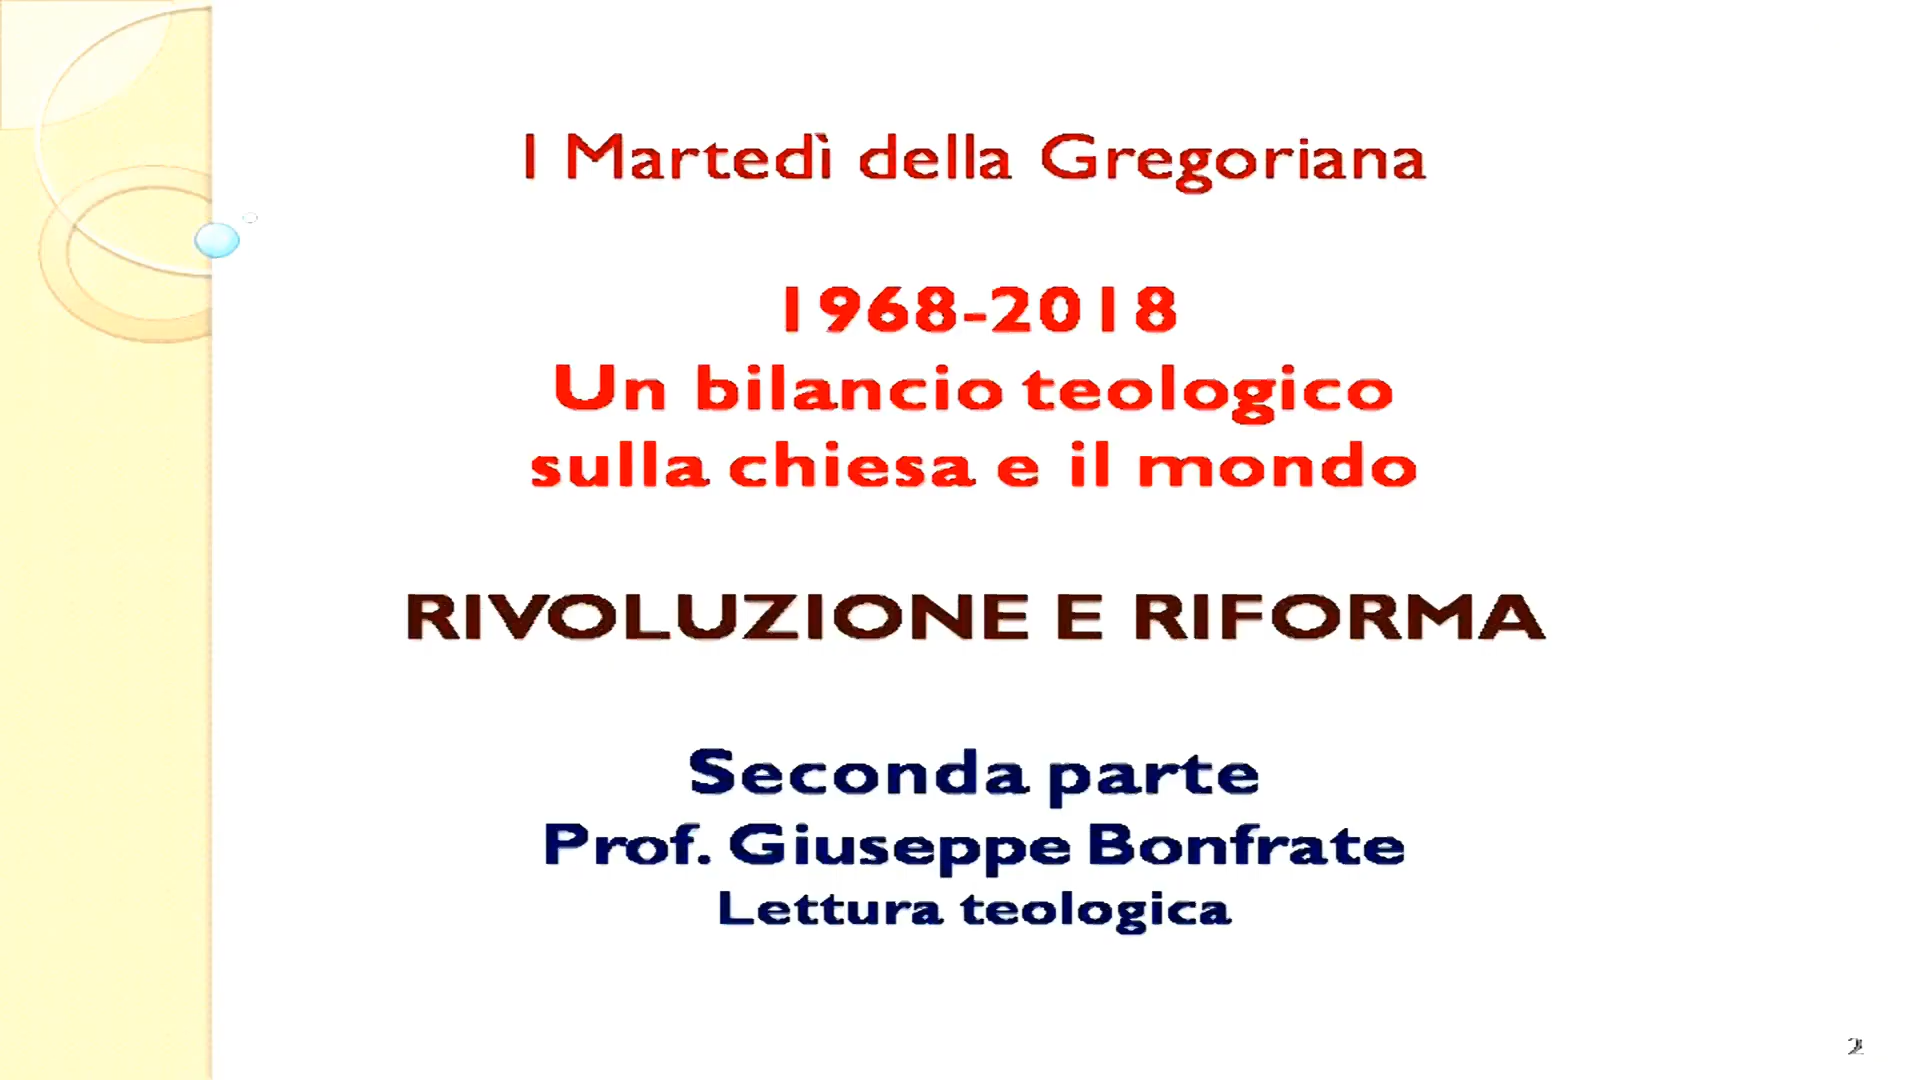 I Martedì della Gregoriana
1968-2018
Un bilancio teologico
sulla chiesa e il mondo
RIVOLUZIONE E RIFORMA
Seconda parte
Prof. Giuseppe Bonfrate
Lettura teologica